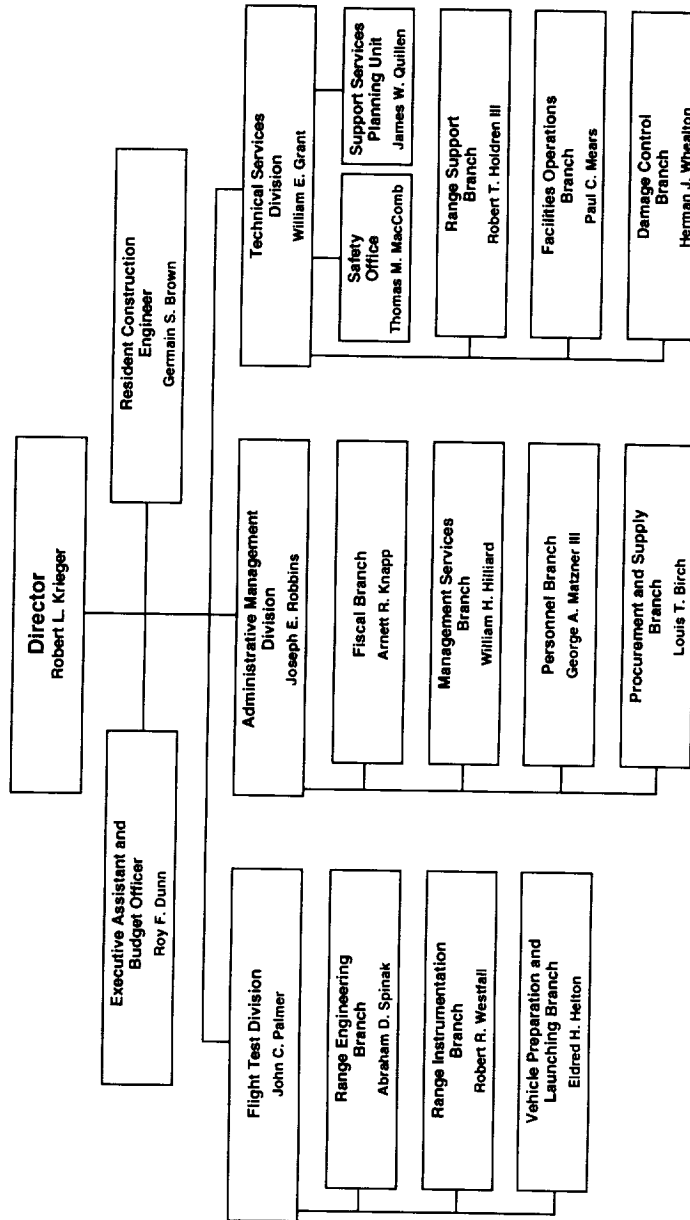 Director
Robert L. Krieger
Executive Assistant and
Budget Officer
Roy F. Dunn
Resident Construction
Engineer
Germain S. Brown
Flight Test Division
John C. Palmer
Range Engineering
Branch
Abraham D. Spinak
Range Instrumentation
Branch
Robert R. Westfall
Vehicle Preparation and
Launching Branch
Eldred H. Helton
Administrative Management
Division
Joseph E. Robbins
Fiscal Branch
Arnett R. Knapp
Management Services
Branch
William H. Hilliard
Personnel Branch
George A. Matzner III
Procurement and Supply
Branch
Louis T. Birch
Technical Services
Division
William E. Grant
Safety
Office
Thomas M. MacComb
Support Services
Planning Unit
James W. Quillen
Range Support
Branch
Robert T. Holdren III
Facilities Operations
Branch
Paul C. Mears
Damage Control
Branch
Herman J. Whealton